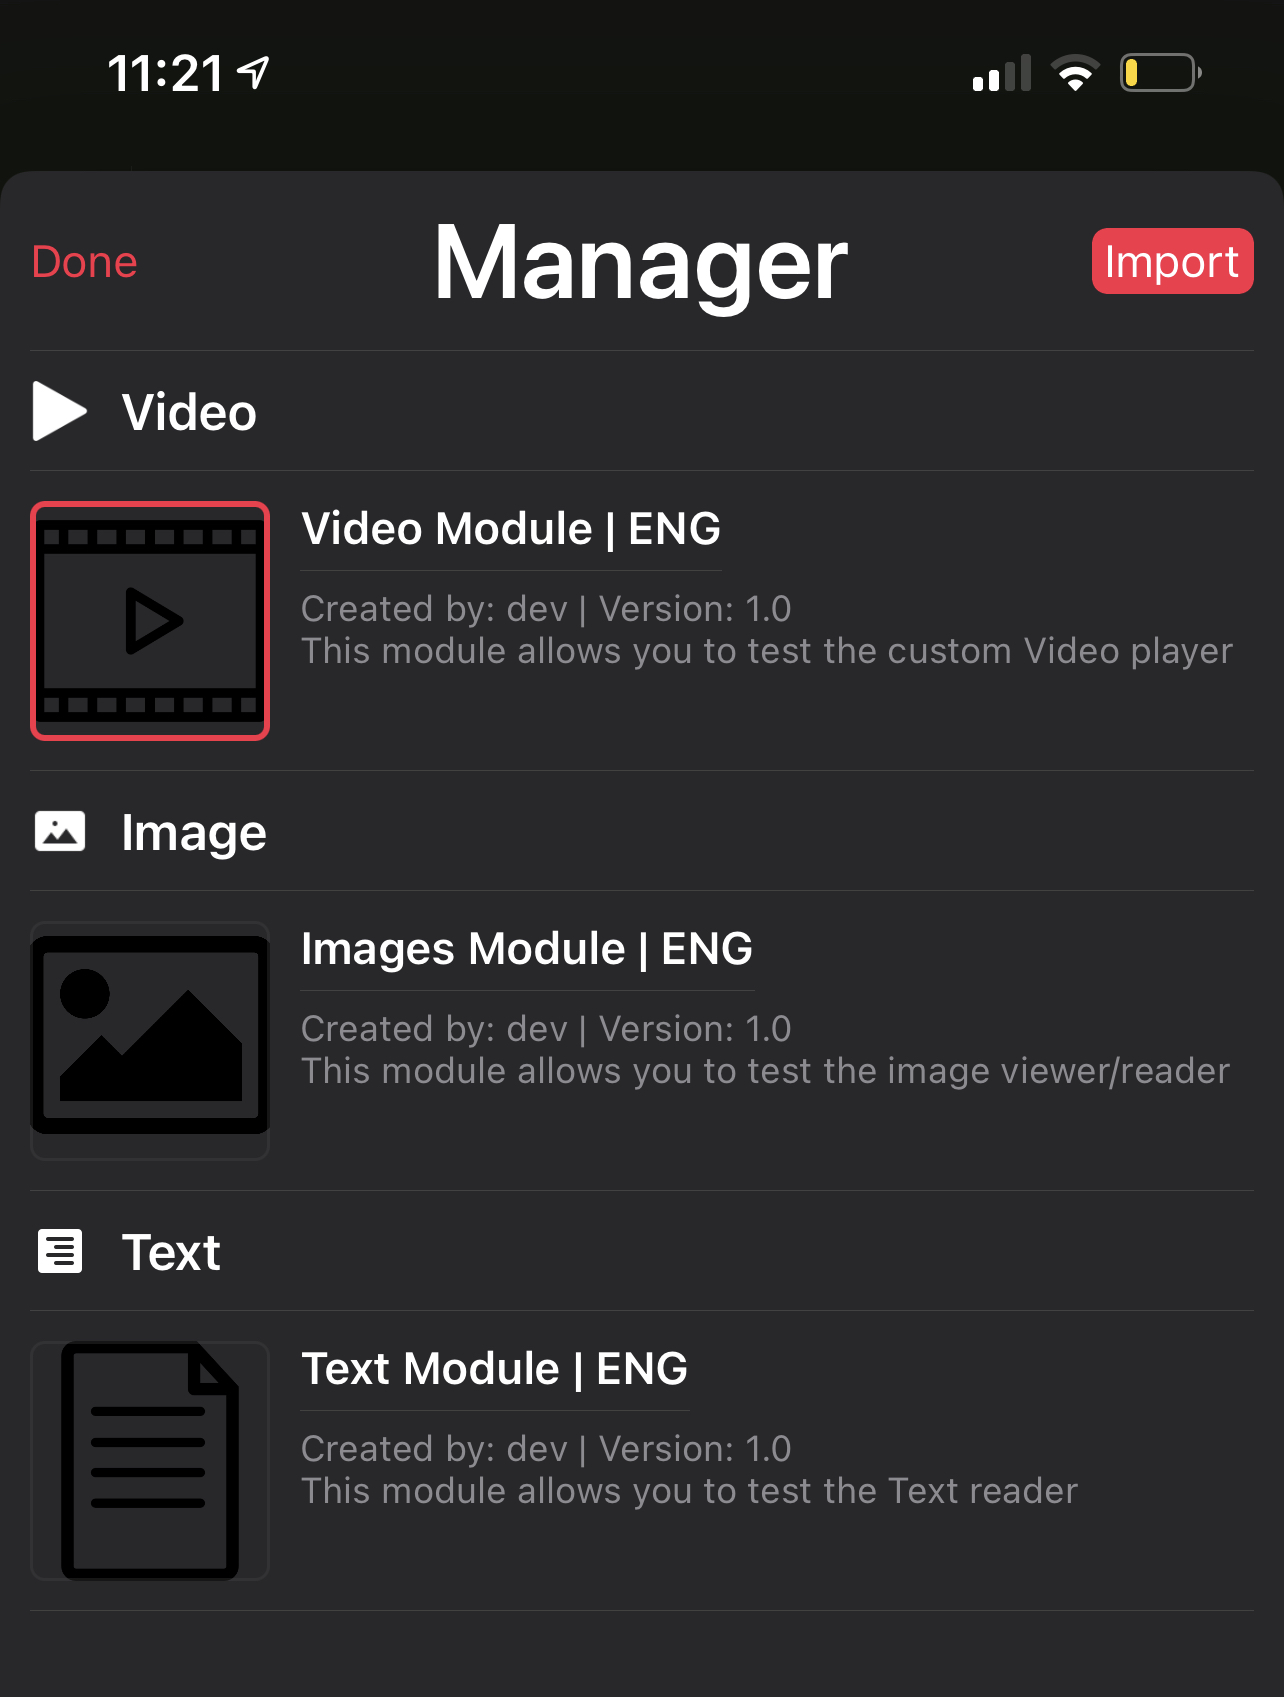 11:21
Done
Manager
Import
Video
Video Module | ENG
Created by: dev | Version: 1.0
This module allows you to test the custom Video player
Image
Images Module | ENG
Created by: dev | Version: 1.0
This module allows you to test the image viewer/reader
Text
Text Module | ENG
Created by: dev | Version: 1.0
This module allows you to test the Text reader